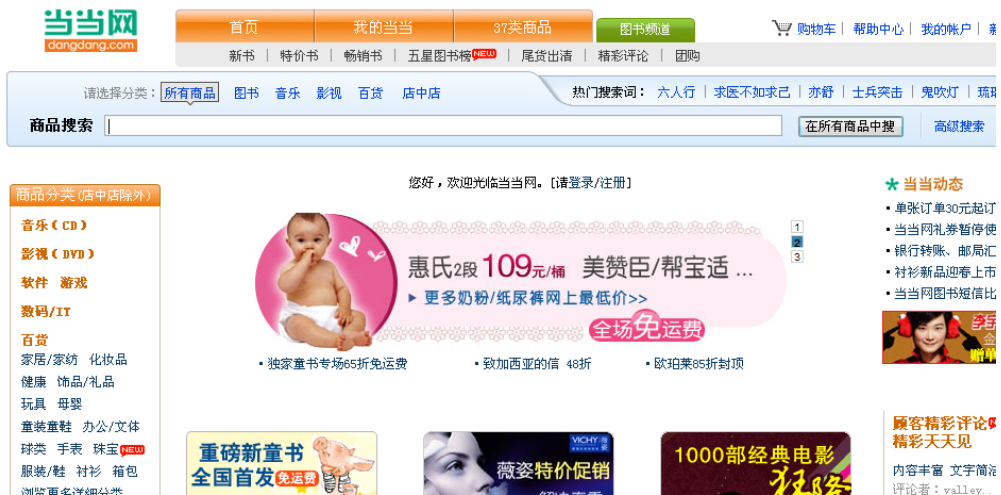 当当网
dangdang.com
首页 我的当当 37类商品 图书频道
购物车 | 帮助中心 | 我的帐户 |
新书 | 特价书 | 畅销书 | 五星图书榜 NEW | 尾货出清 | 精彩评论 | 团购
请选择分类： 所有商品 图书 音乐 影视 百货 店中店
热门搜索词： 六人行 | 求医不如求己 | 亦舒 | 士兵突击 | 鬼吹灯 |
商品搜索 在所有商品中搜 高级搜索
您好，欢迎光临当当网。[请登录/注册]
商品分类(店中店除外)
音乐(CD)
影视(DVD)
软件 游戏
数码/IT
百货
家居/家纺 化妆品
健康 饰品/礼品
玩具 母婴
童装童鞋 办公/文体
球类 手表 珠宝 NEW
服装/鞋 衬衫 箱包
浏览更多详细分类
惠氏2段109元/桶 美赞臣/帮宝适 ...
更多奶粉/纸尿裤网上最低价>>
全场免运费
1
2
3
• 独家童书专场65折免运费 • 致加西亚的信 48折 • 欧珀莱85折封顶
重磅新童书
全国首发 免运费
VICHY 薇姿
薇姿特价促销
1000部经典电影
狂降
当当动态
• 单张订单30元起订
• 当当网礼券暂停使
• 银行转账、邮局汇
• 衬衫新品迎春上市
• 当当网图书短信比
李宇
金
赠单
顾客精彩评论
精彩天天见
内容丰富 文字简洁
评论者：valley..